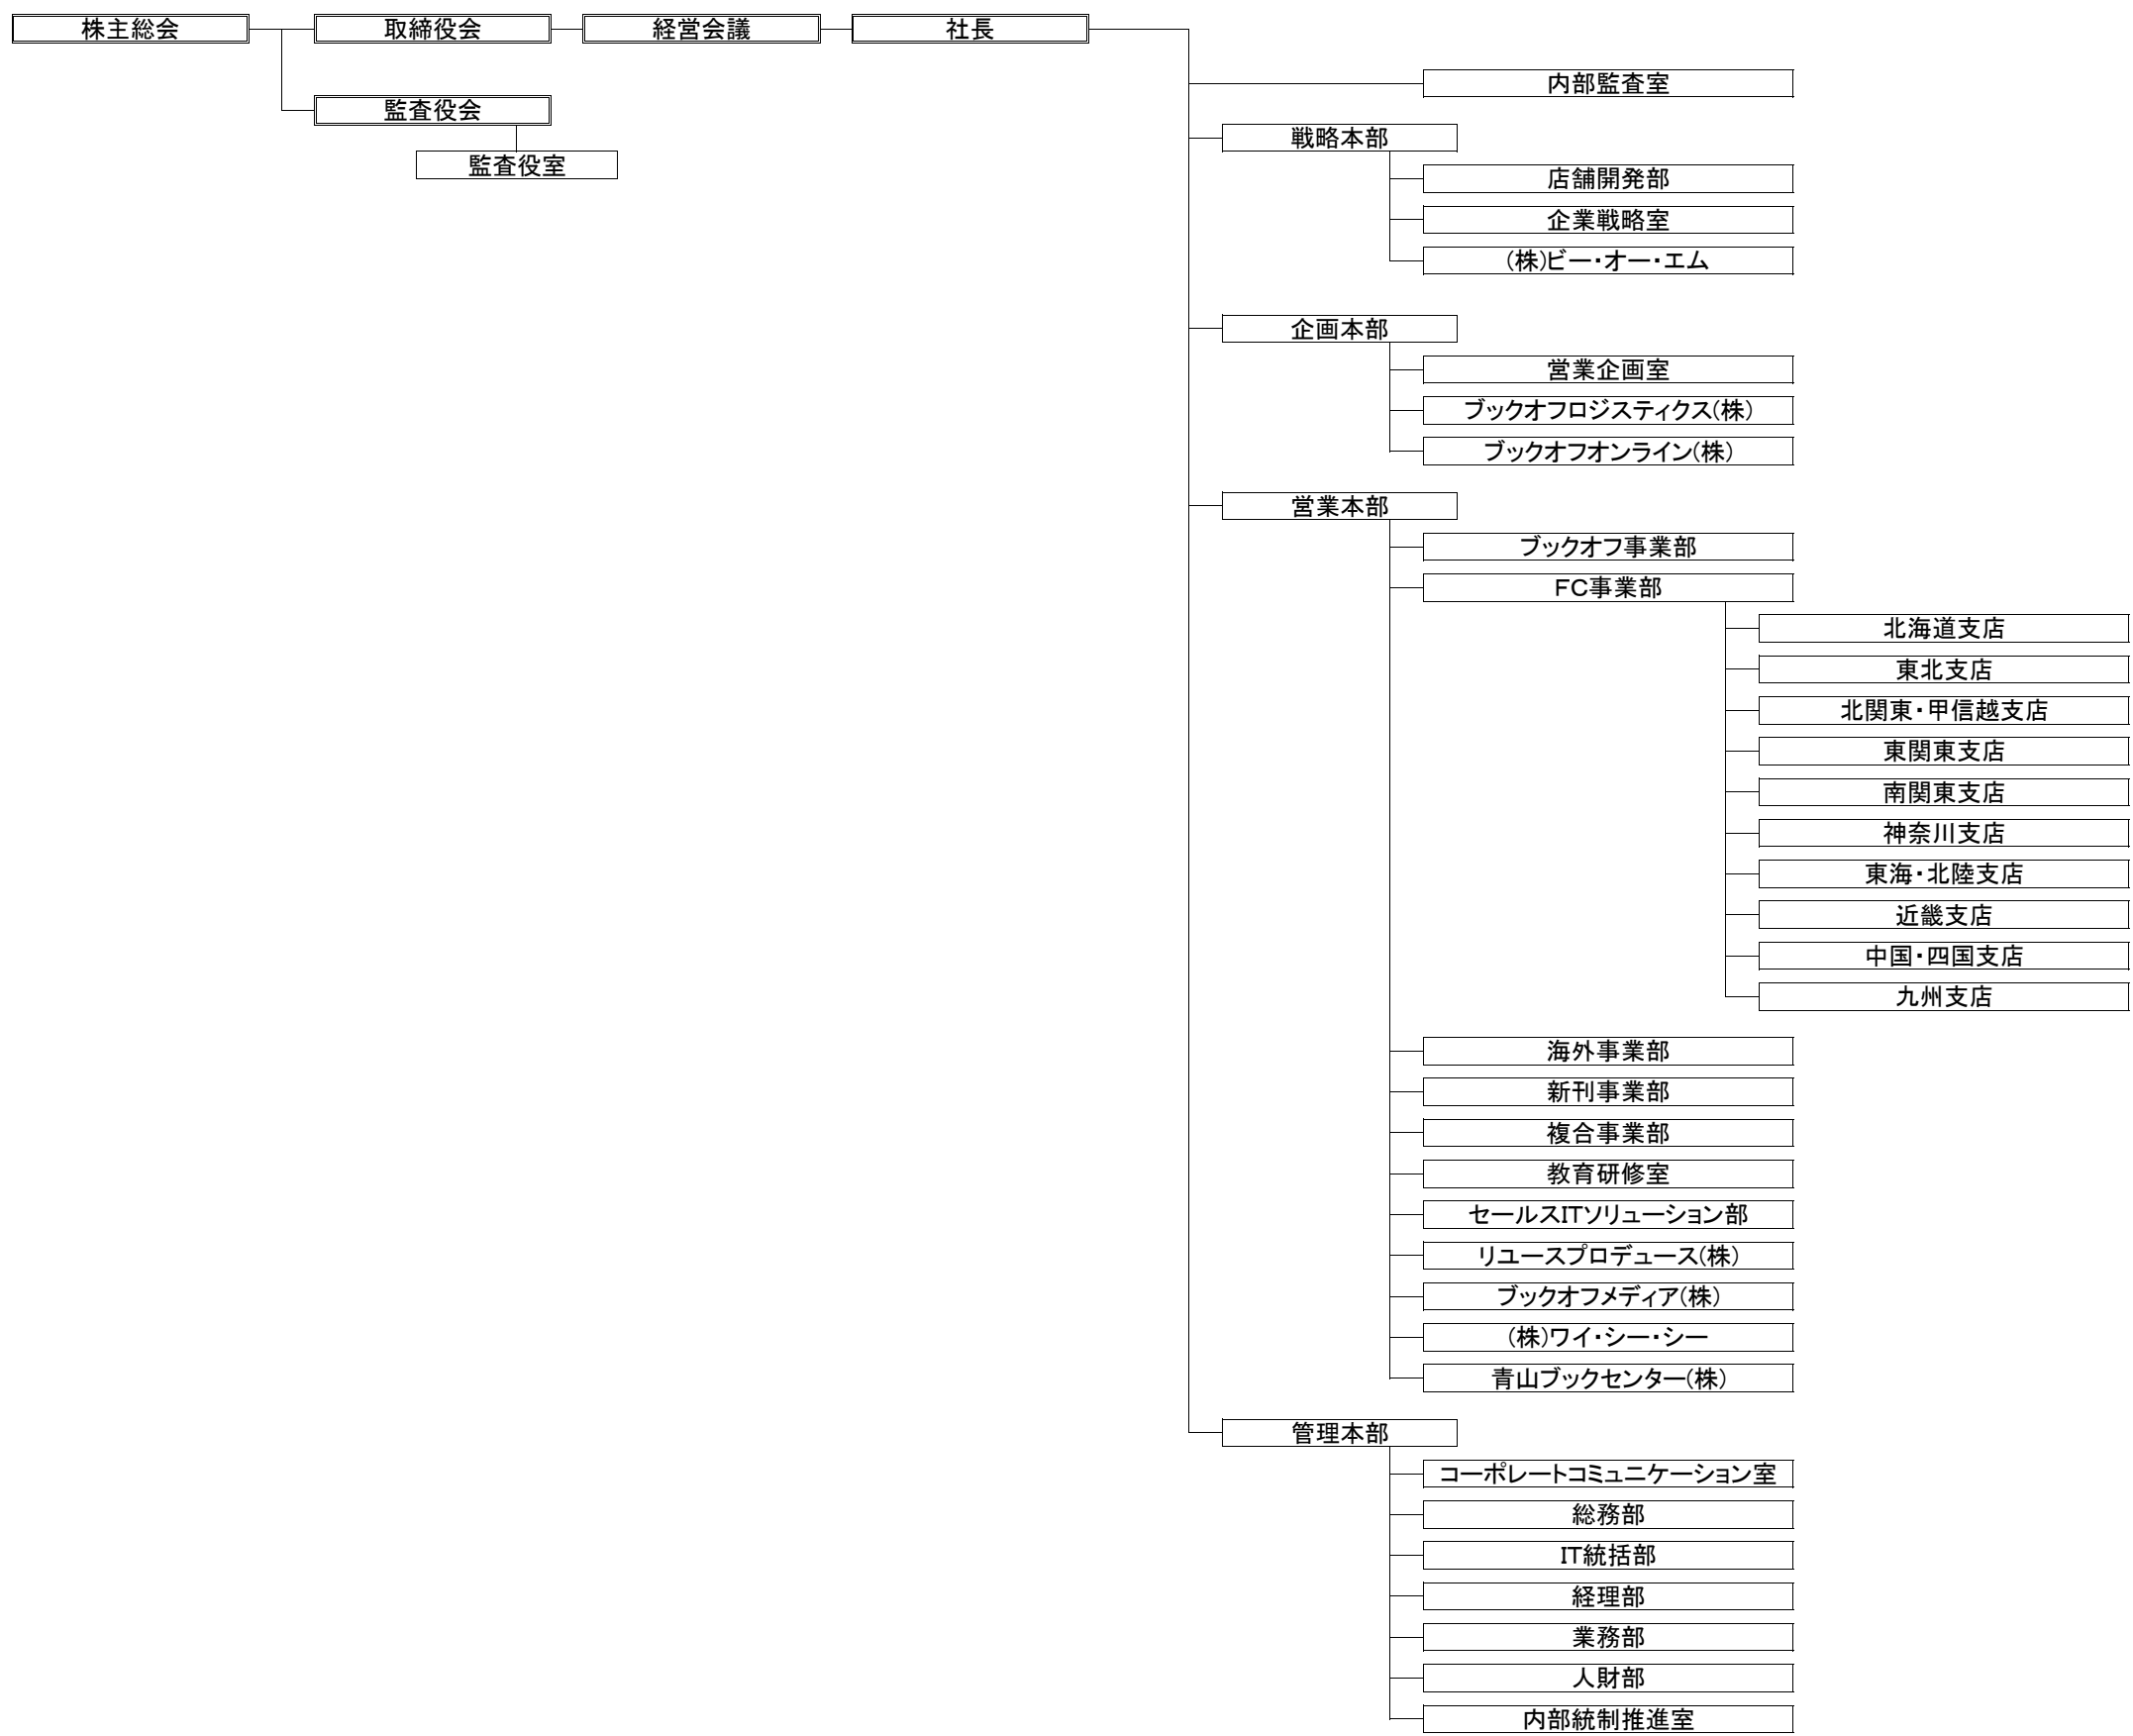 株主総会
取締役会
経営会議
社長
内部監査室
監査役会
戦略本部
監査役室
店舗開発部
企業戦略室
(株)ビー・オー・エム
企画本部
営業企画室
ブックオフロジスティクス(株)
ブックオフオンライン(株)
営業本部
ブックオフ事業部
FC事業部
北海道支店
東北支店
北関東・甲信越支店
東関東支店
南関東支店
神奈川支店
東海・北陸支店
近畿支店
中国・四国支店
九州支店
海外事業部
新刊事業部
複合事業部
教育研修室
セールスITソリューション部
リユースプロデュース(株)
ブックオフメディア(株)
(株)ワイ・シー・シー
青山ブックセンター(株)
管理本部
コーポレートコミュニケーション室
総務部
IT統括部
経理部
業務部
人財部
内部統制推進室